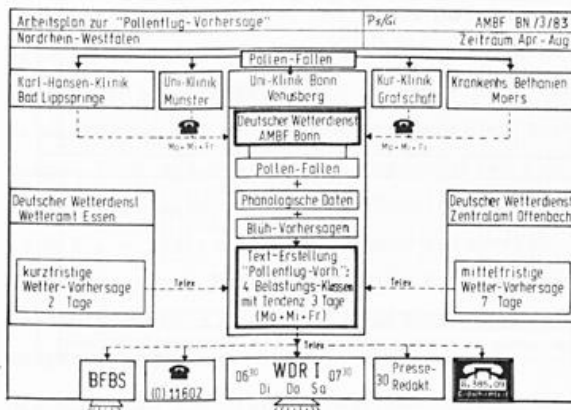 Arbeitsplan zur "Pollenflug-Vorhersage"
Px/Gi
AMBF BN/3/83
Nordrhein-Westfalen
Zeitraum Apr-Aug
Pollen-Fallen
Karl-Hansen-Klinik
Bad Lippspringe
Uni-Klinik
Münster
Uni-Klinik Bonn
Venusberg
Kur-Klinik
Grafschaft
Krankenhs Bethanien
Moers
Mo+Mi+Fr
Deutscher Wetterdienst
AMBF Bonn
Mo+Mi+Fr
Pollen-Fallen
+
Phänologische Daten
+
Blüh-Vorhersagen
Deutscher Wetterdienst
Wetteramt Essen
Deutscher Wetterdienst
Zentralamt Offenbach
kurzfristige
Wetter-Vorhersage
2 Tage
Telex
Text-Erstellung
"Pollenflug-Vorh.":
4 Belastungs-Klassen
mit Tendenz 3 Tage
(Mo+Mi+Fr)
Telex
mittelfristige
Wetter-Vorhersage
7 Tage
Telex
BFBS
(0)11602
06 30 WDR I 07 30
Di Do Sa
30 Presse-
Redakt.